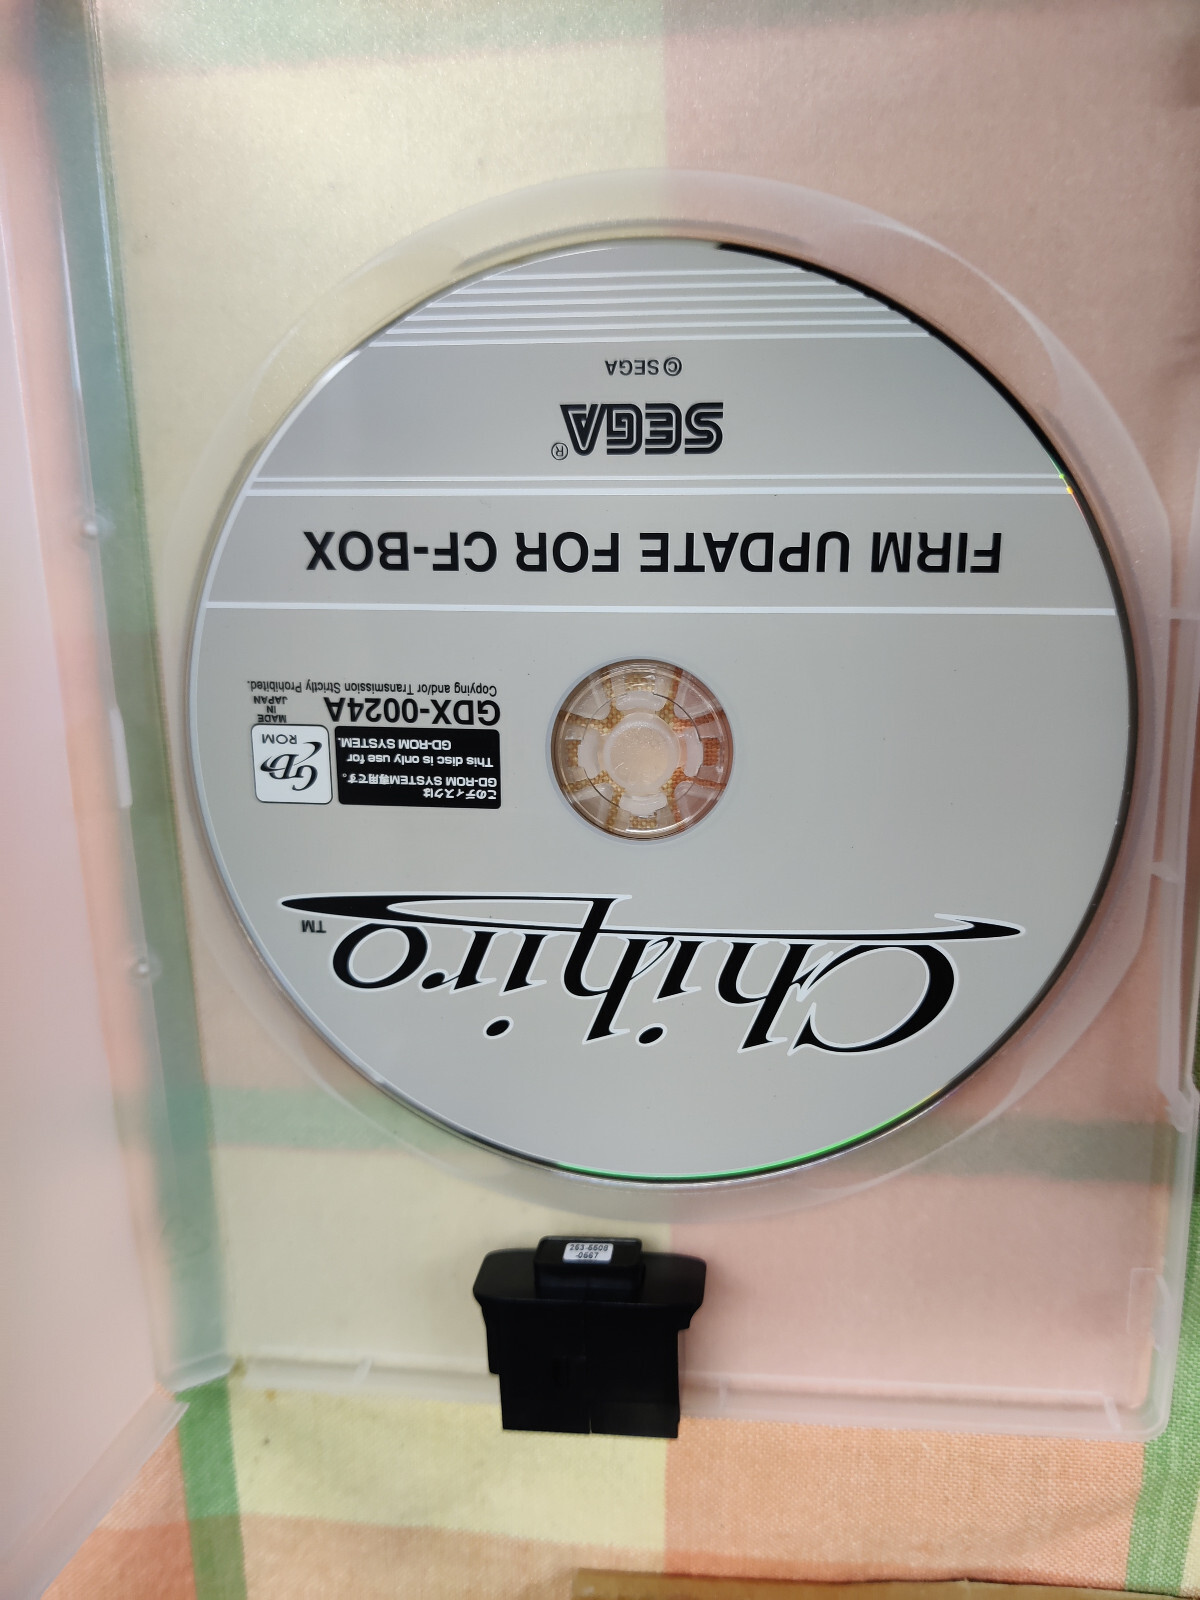 Chihiro™
このディスクは
GD-ROM SYSTEM専用です。
This disc is only use for
GD-ROM SYSTEM.
GD
ROM
GDX-0024A
MADE
IN
JAPAN
Copying and/or Transmission Strictly Prohibited.
FIRM UPDATE FOR CF-BOX
SEGA®
© SEGA
253-5508
-0557